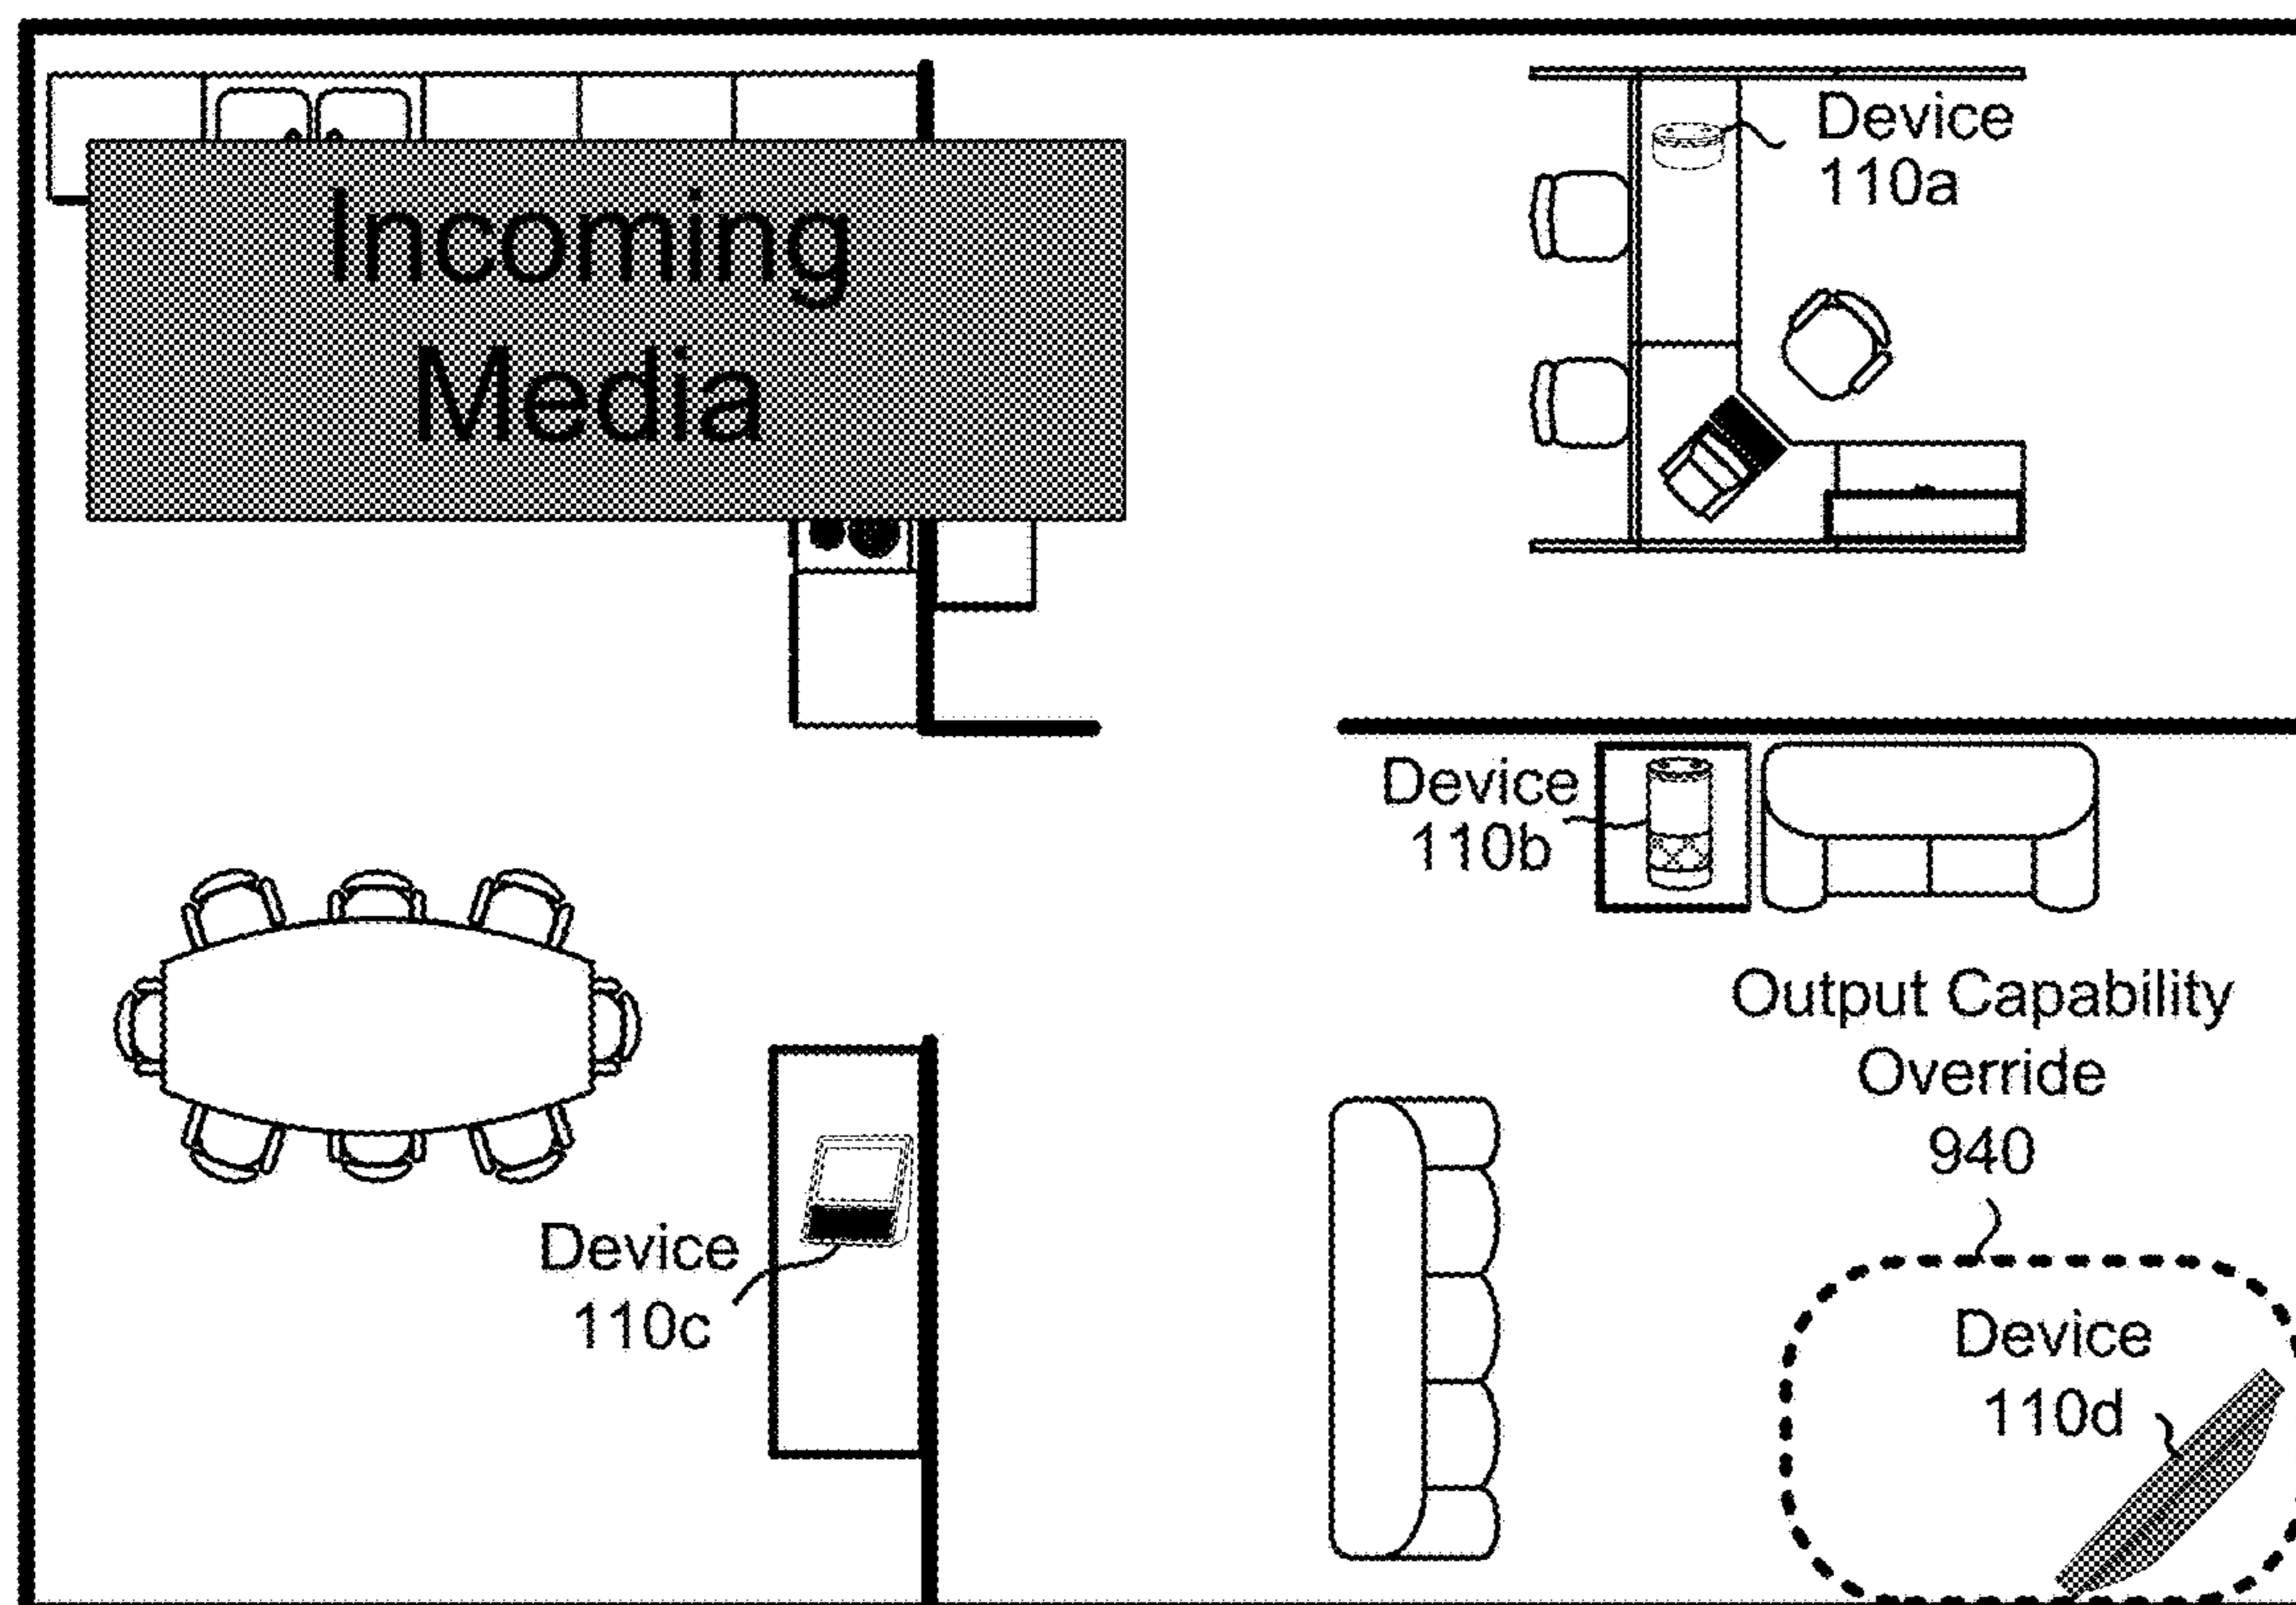 Incoming
Media
Device
110a
Device
110b
Output Capability
Override
940
Device
110c
Device
110d